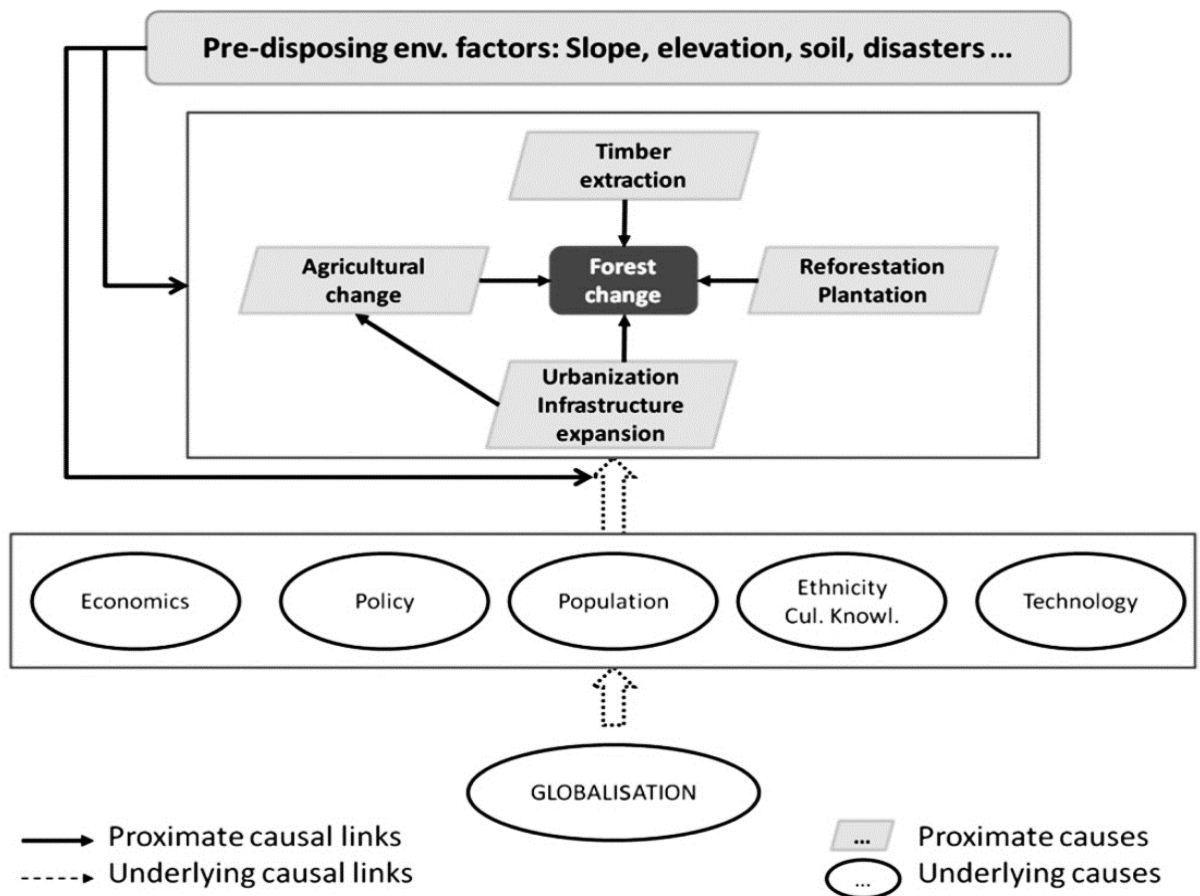 Pre-disposing env. factors: Slope, elevation, soil, disasters ...
Timber
extraction
Agricultural
change
Forest
change
Reforestation
Plantation
Urbanization
Infrastructure
expansion
Economics
Policy
Population
Ethnicity
Cul. Knowl.
Technology
GLOBALISATION
Proximate causal links
Underlying causal links
... Proximate causes
... Underlying causes